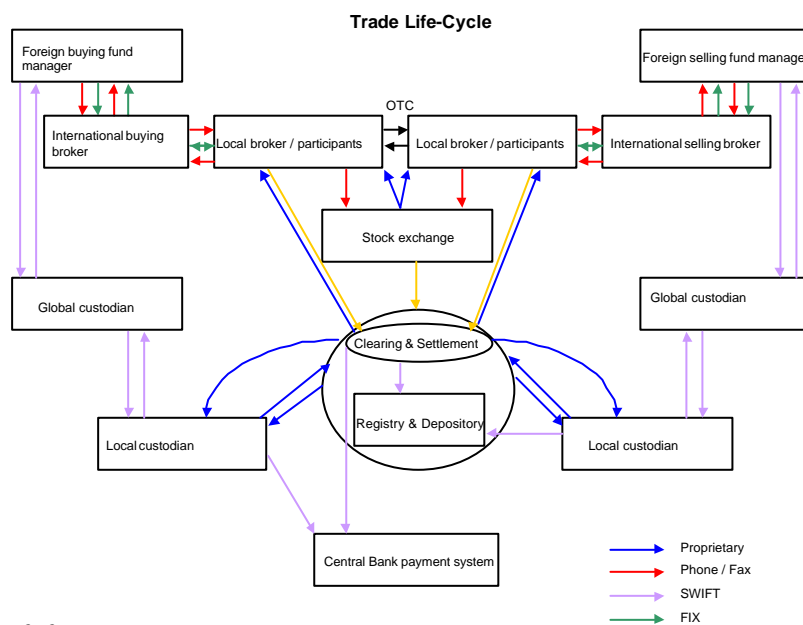 Trade Life-Cycle
Foreign buying fund
manager
Foreign selling fund manage
OTC
International buying
broker
Local broker / participants
Local broker / participants
International selling broker
Stock exchange
Global custodian
Global custodian
Clearing & Settlement
Registry & Depository
Local custodian
Local custodian
Central Bank payment system
Proprietary
Phone / Fax
SWIFT
FIX